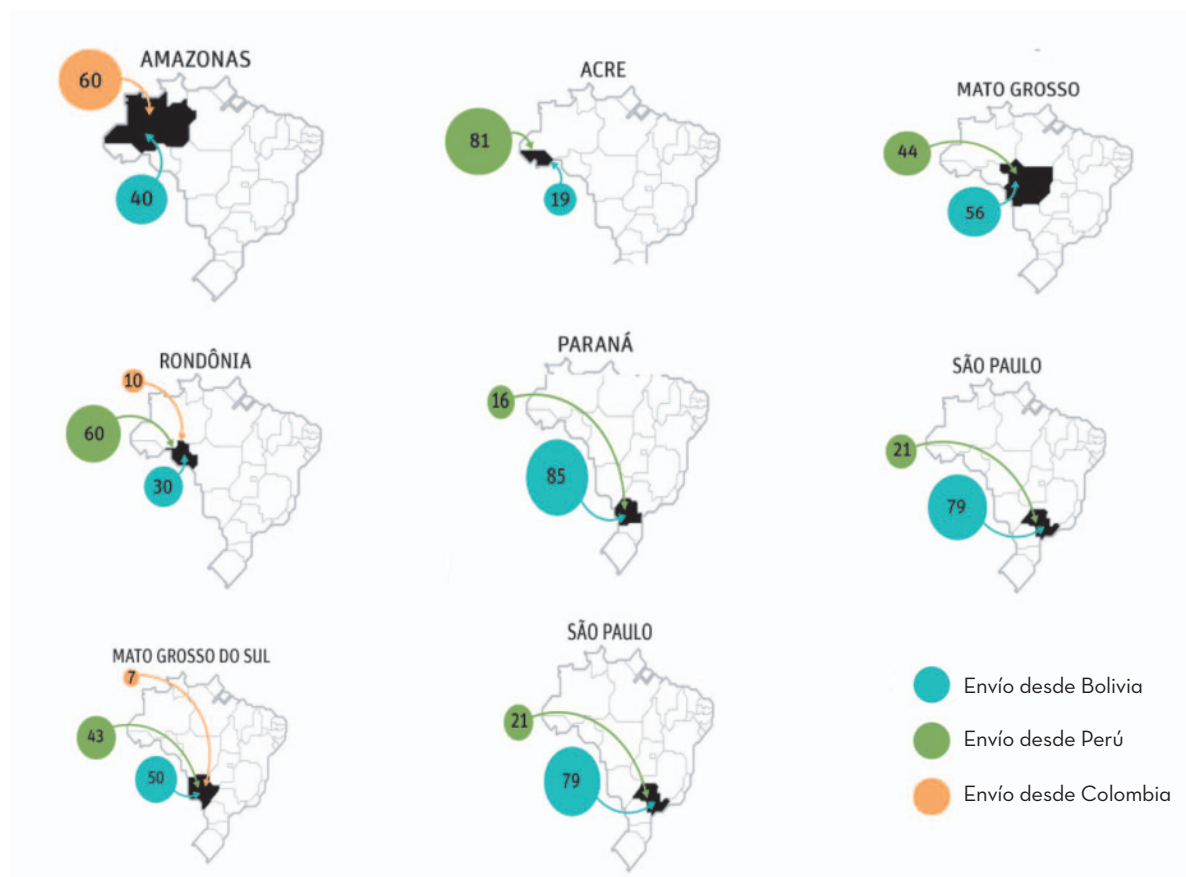 AMAZONAS
60
40
ACRE
81
19
MATO GROSSO
44
56
RONDÔNIA
10
60
30
PARANÁ
16
85
SÃO PAULO
21
79
MATO GROSSO DO SUL
7
43
50
SÃO PAULO
21
79
Envío desde Bolivia
Envío desde Perú
Envío desde Colombia